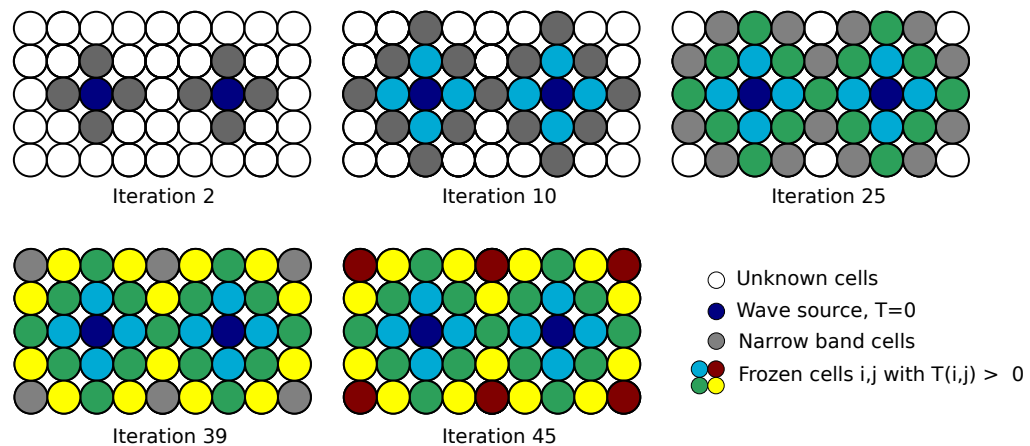 Iteration 2
Iteration 10
Iteration 25
Iteration 39
Iteration 45
Unknown cells
Wave source, T=0
Narrow band cells
Frozen cells i,j with T(i,j) > 0